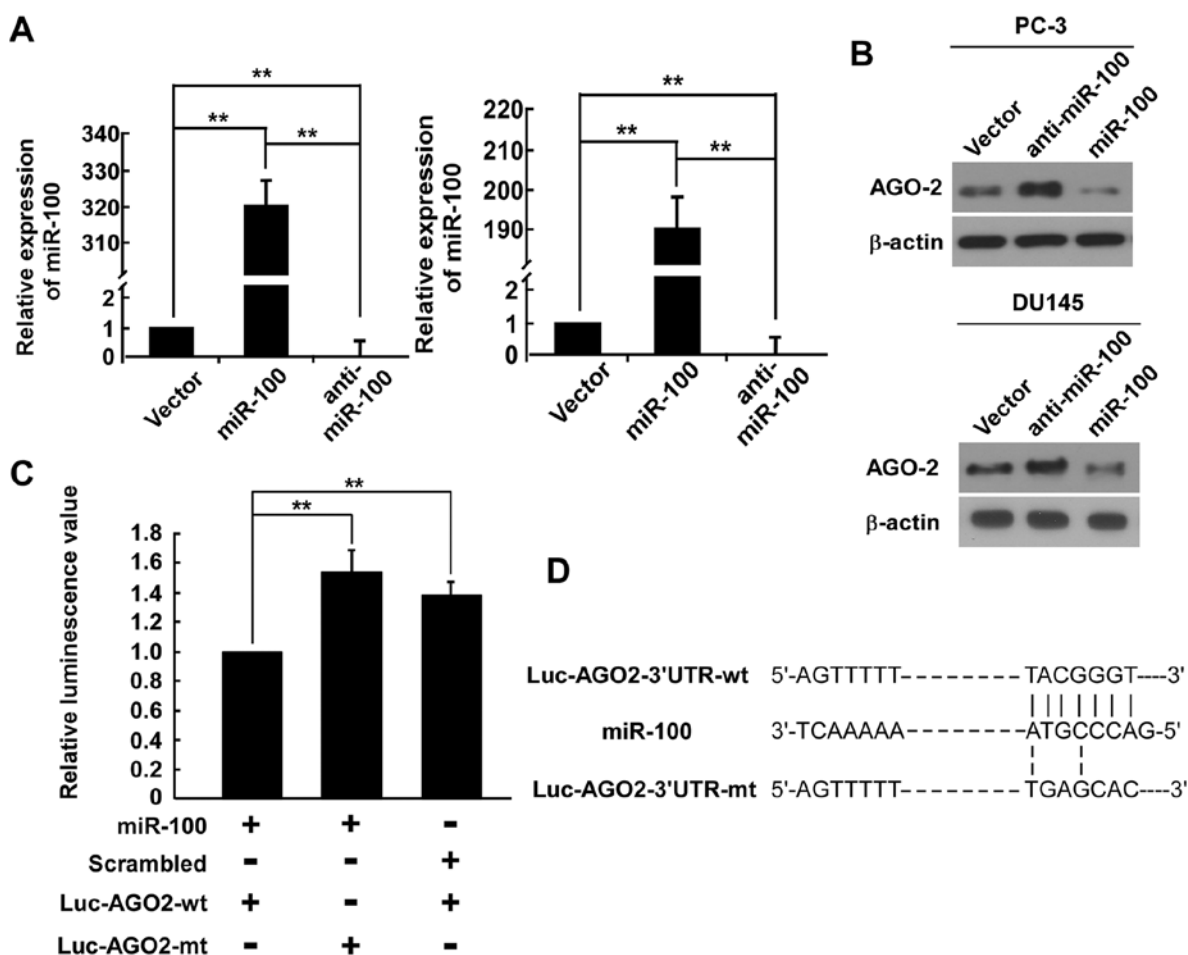 A
Relative expression
of miR-100
340
330
320
310
2
1
0
**
**
**
Vector
miR-100
anti-
miR-100
Relative expression
of miR-100
220
210
200
190
2
1
0
**
**
**
Vector
miR-100
anti-
miR-100
B
PC-3
Vector
anti-miR-100
miR-100
AGO-2
β-actin
DU145
Vector
anti-miR-100
miR-100
AGO-2
β-actin
C
Relative luminescence value
1.8
1.6
1.4
1.2
1.0
0.8
0.6
0.4
0.2
0
**
**
miR-100 + + -
Scrambled - - +
Luc-AGO2-wt + - +
Luc-AGO2-mt - + -
D
Luc-AGO2-3'UTR-wt 5'-AGTTTTT---------TACGGGT----3'
miR-100 3'-TCAAAAA---------ATGCCCAG-5'
Luc-AGO2-3'UTR-mt 5'-AGTTTTT---------TGAGCAC----3'